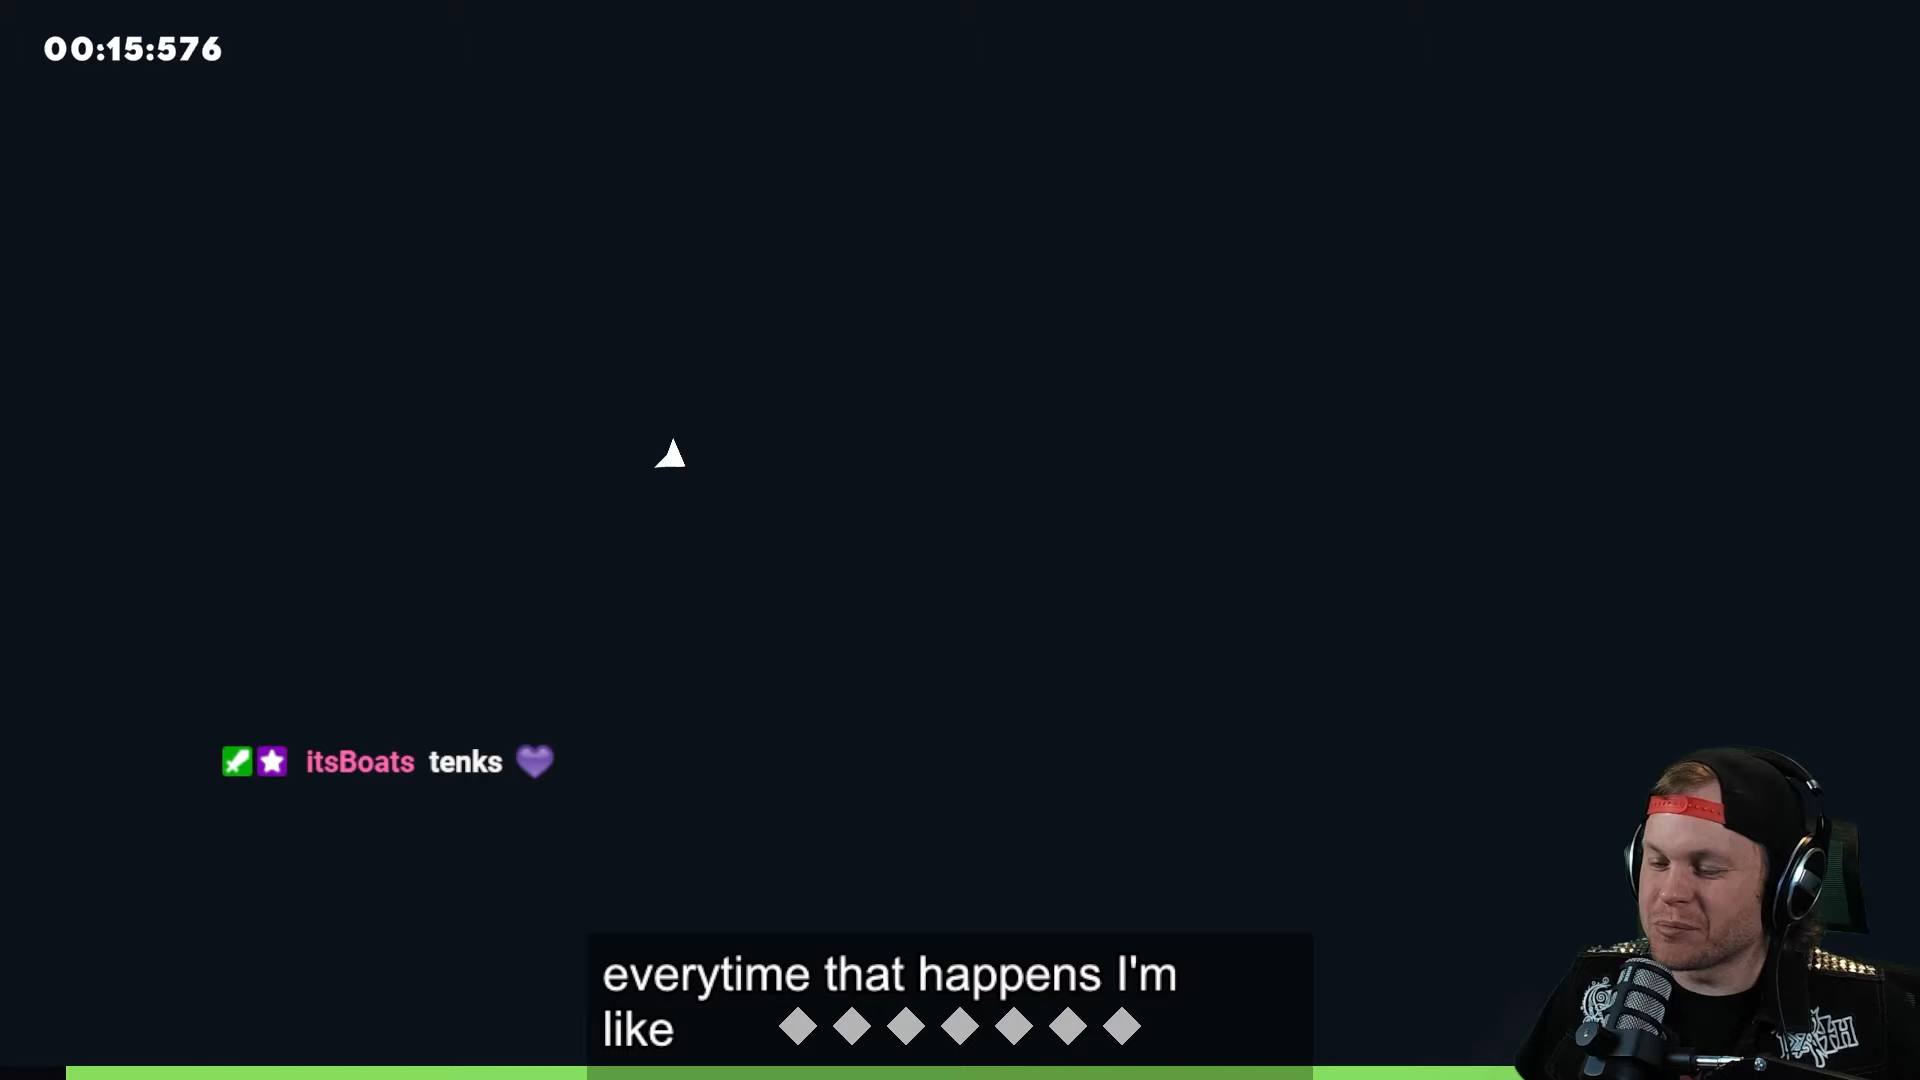 00:15:576
itsBoats tenks 💜
everytime that happens I'm
like